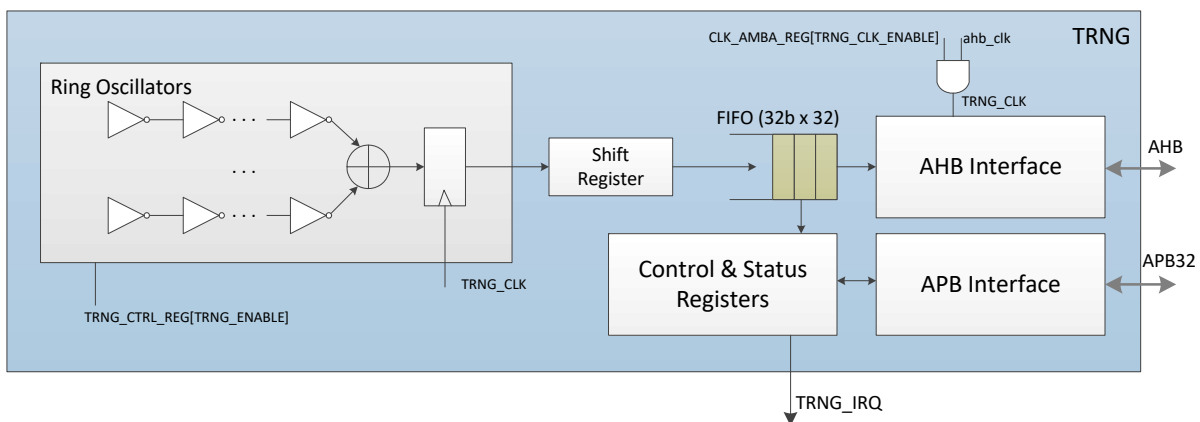 CLK_AMBA_REG[TRNG_CLK_ENABLE]
ahb_clk
TRNG
Ring Oscillators
TRNG_CLK
FIFO (32b x 32)
Shift
Register
AHB Interface
AHB
. . .
. . .
. . .
Control & Status
Registers
APB Interface
APB32
TRNG_CLK
TRNG_CTRL_REG[TRNG_ENABLE]
TRNG_IRQ